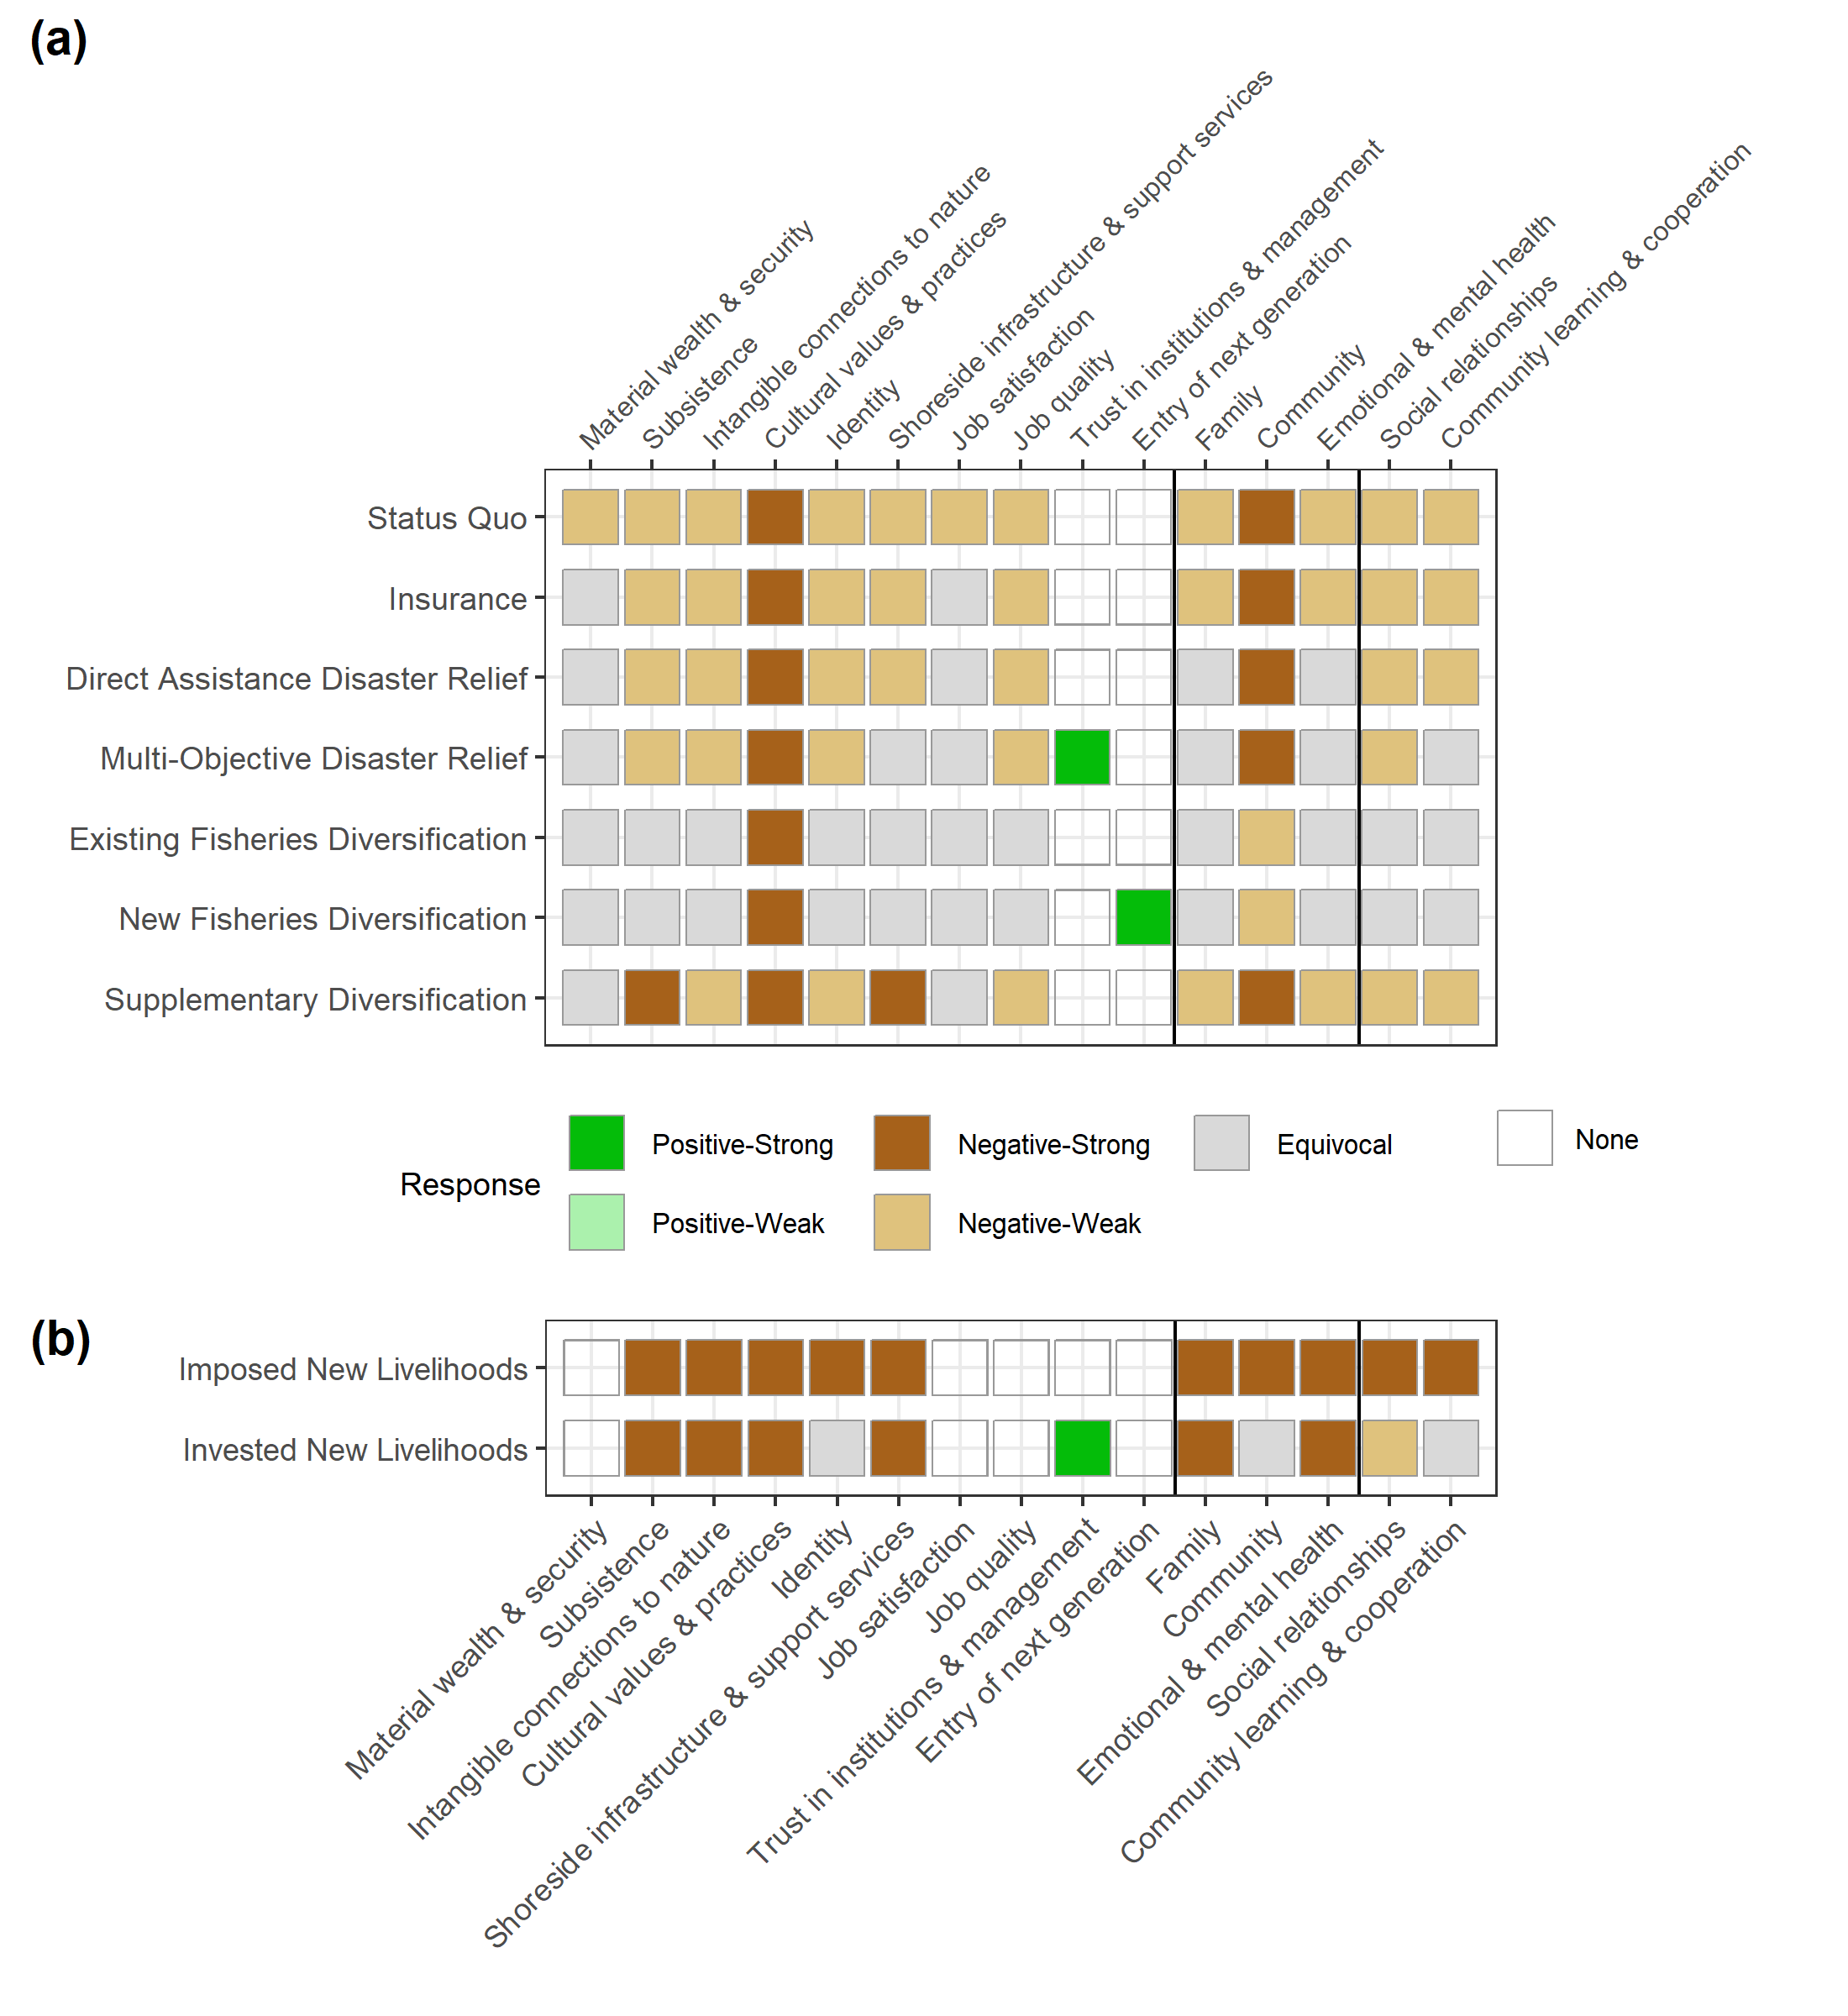 (a)
Material wealth & security
Subsistence
Intangible connections to nature
Cultural values & practices
Identity
Shoreside infrastructure & support services
Job satisfaction
Job quality
Trust in institutions & management
Entry of next generation
Family
Community
Emotional & mental health
Social relationships
Community learning & cooperation
Status Quo
Insurance
Direct Assistance Disaster Relief
Multi-Objective Disaster Relief
Existing Fisheries Diversification
New Fisheries Diversification
Supplementary Diversification
Response
Positive-Strong
Negative-Strong
Equivocal
None
Positive-Weak
Negative-Weak
(b)
Imposed New Livelihoods
Invested New Livelihoods
Material wealth & security
Subsistence
Intangible connections to nature
Cultural values & practices
Identity
Shoreside infrastructure & support services
Job satisfaction
Job quality
Trust in institutions & management
Entry of next generation
Family
Community
Emotional & mental health
Social relationships
Community learning & cooperation